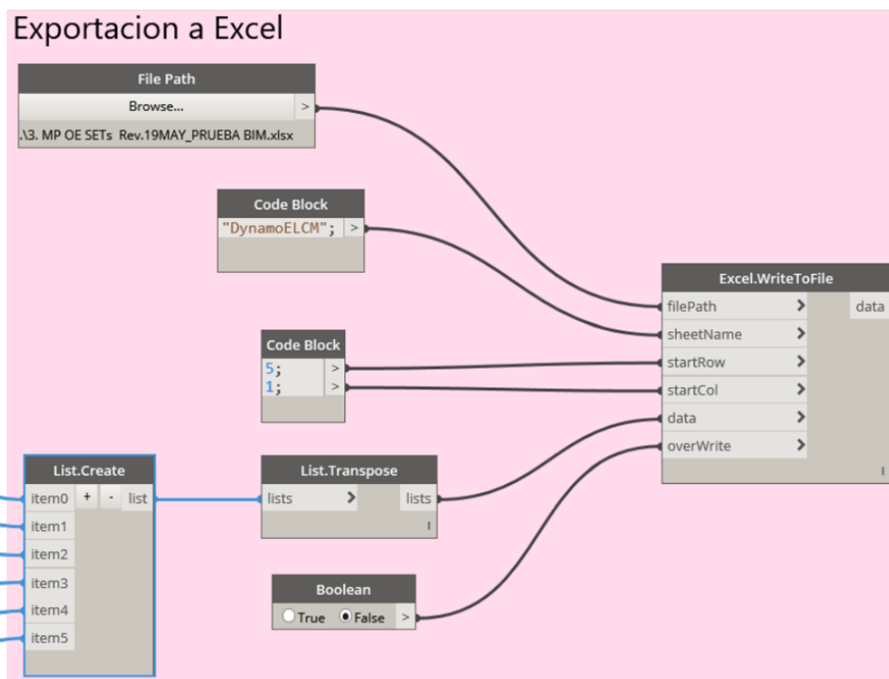 Exportacion a Excel
File Path
Browse...
>
.\3. MP OE SETs Rev.19MAY_PRUEBA BIM.xlsx
Code Block
"DynamoELCM"; >
Code Block
5; >
1; >
Excel.WriteToFile
filePath > data
sheetName >
startRow >
startCol >
data >
overWrite >
List.Create
item0 + - list
item1
item2
item3
item4
item5
List.Transpose
lists > lists
Boolean
True False >